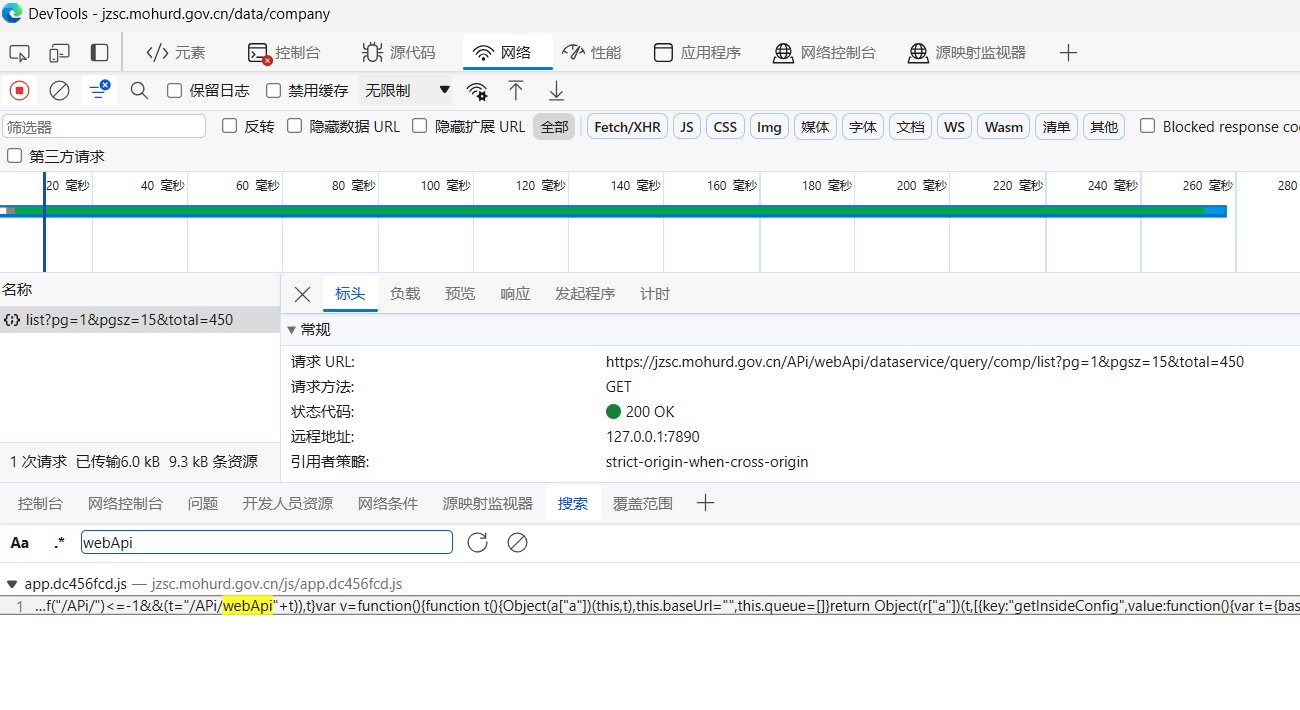 DevTools - jzsc.mohurd.gov.cn/data/company
元素 控制台 源代码 网络 性能 应用程序 网络控制台 源映射监视器
保留日志 禁用缓存 无限制
筛选器 反转 隐藏数据 URL 隐藏扩展 URL 全部 Fetch/XHR JS CSS Img 媒体 字体 文档 WS Wasm 清单 其他 Blocked response coo
第三方请求
20 毫秒 40 毫秒 60 毫秒 80 毫秒 100 毫秒 120 毫秒 140 毫秒 160 毫秒 180 毫秒 200 毫秒 220 毫秒 240 毫秒 260 毫秒 280
名称 标头 负载 预览 响应 发起程序 计时
list?pg=1&pgsz=15&total=450
常规
请求 URL: https://jzsc.mohurd.gov.cn/APi/webApi/dataservice/query/comp/list?pg=1&pgsz=15&total=450
请求方法: GET
状态代码: 200 OK
远程地址: 127.0.0.1:7890
引用者策略: strict-origin-when-cross-origin
1 次请求 已传输6.0 kB 9.3 kB 条资源
控制台 网络控制台 问题 开发人员资源 网络条件 源映射监视器 搜索 覆盖范围
Aa .* webApi
app.dc456fcd.js — jzsc.mohurd.gov.cn/js/app.dc456fcd.js
1 …f("/APi/")<=-1&&(t="/APi/webApi"+t)),t}var v=function(){function t(){Object(a["a"])(this,t),this.baseUrl="",this.queue=[]}return Object(r["a"])(t,[{key:"getInsideConfig",value:function(){var t={bas